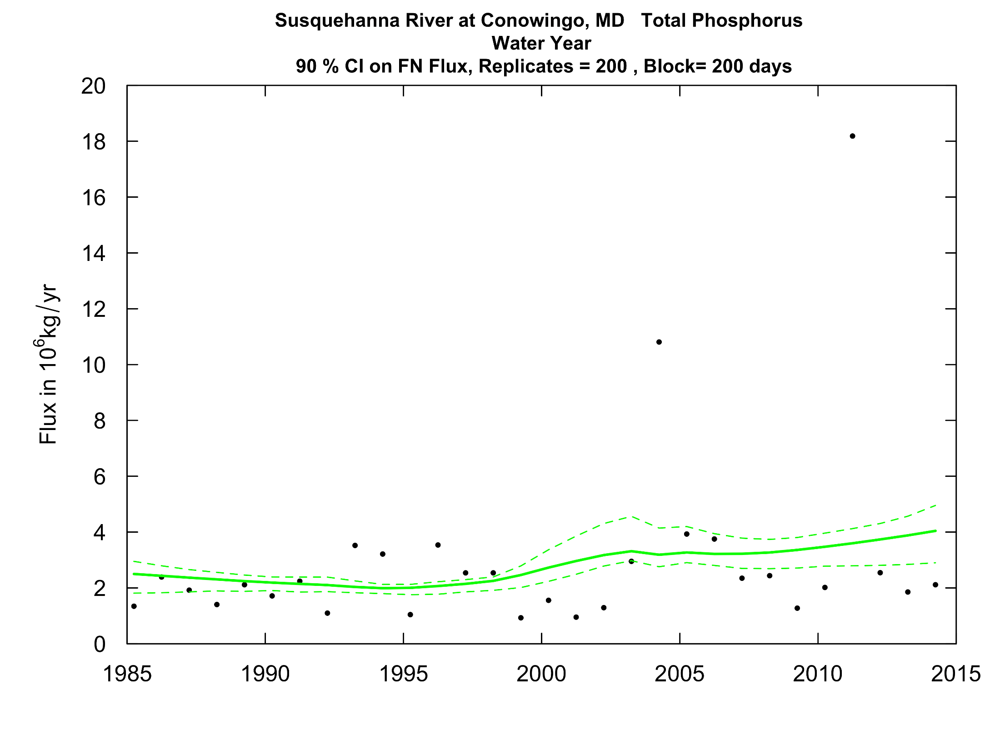 Susquehanna River at Conowingo, MD   Total Phosphorus
Water Year
90 % CI on FN Flux, Replicates = 200 , Block= 200 days
20
18
16
14
12
10
8
6
4
2
0
Flux in 10⁶kg/yr
1985 1990 1995 2000 2005 2010 2015